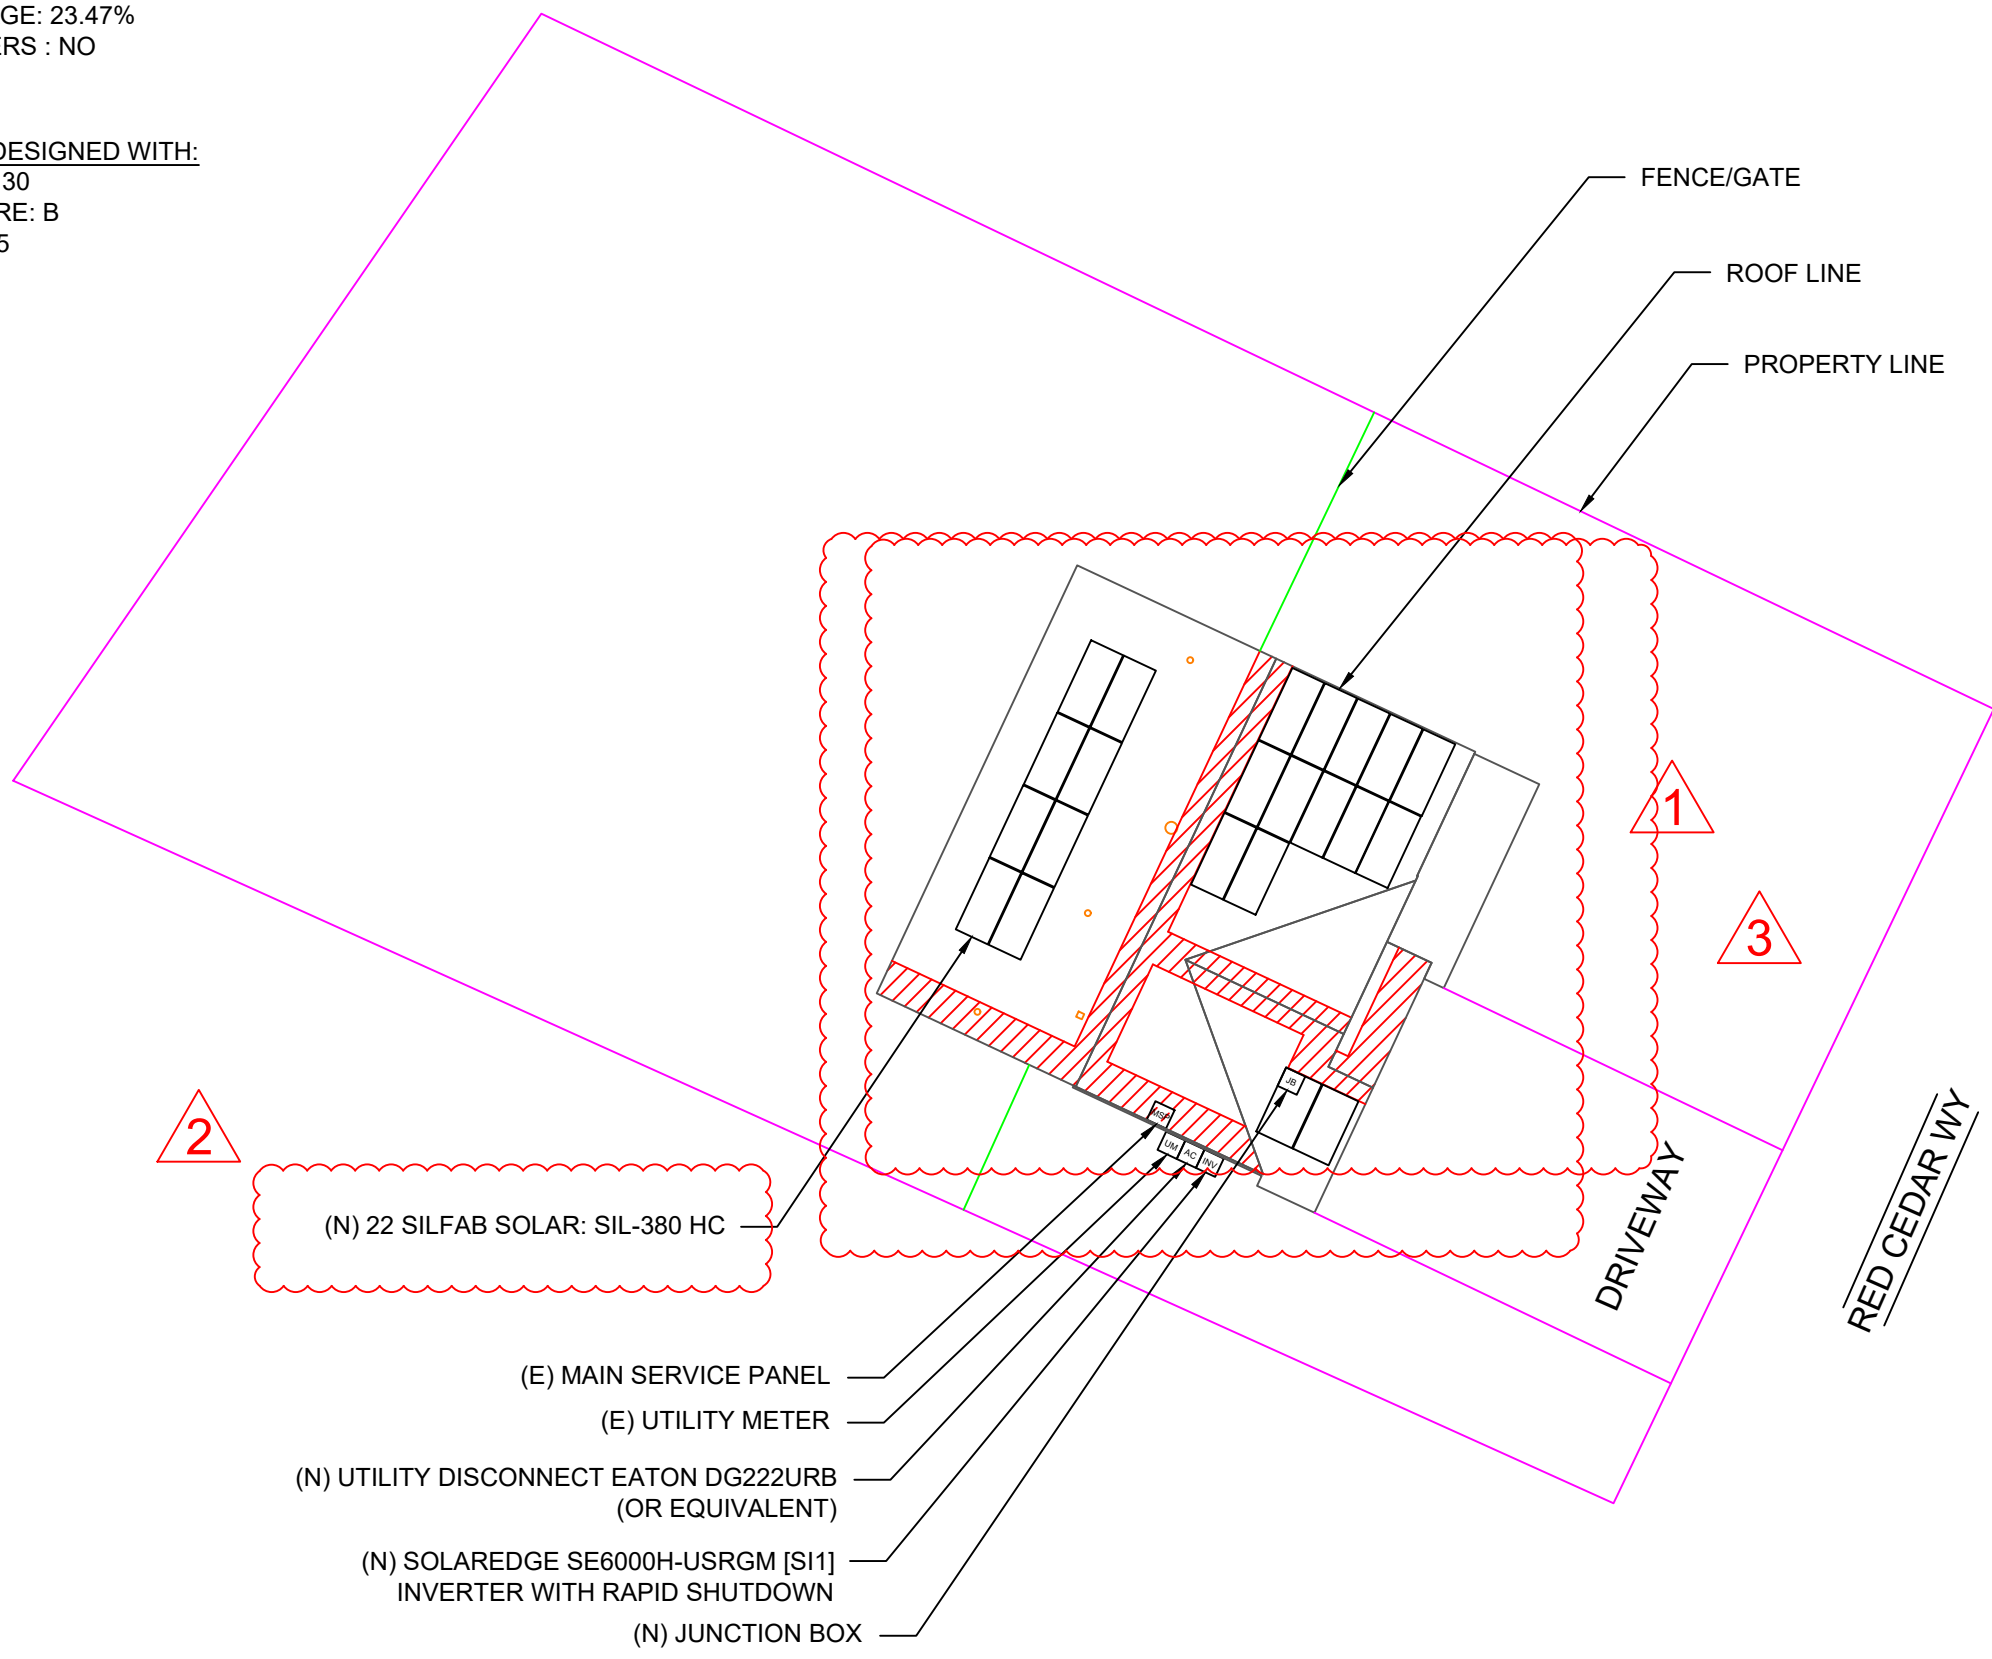 GE: 23.47%
ERS : NO
DESIGNED WITH:
30
RE: B
5
FENCE/GATE
ROOF LINE
PROPERTY LINE
1
3
2
JB
MSP
UM
AC
INV
DRIVEWAY
RED CEDAR WY
(N) 22 SILFAB SOLAR: SIL-380 HC
(E) MAIN SERVICE PANEL
(E) UTILITY METER
(N) UTILITY DISCONNECT EATON DG222URB
(OR EQUIVALENT)
(N) SOLAREDGE SE6000H-USRGM [SI1]
INVERTER WITH RAPID SHUTDOWN
(N) JUNCTION BOX